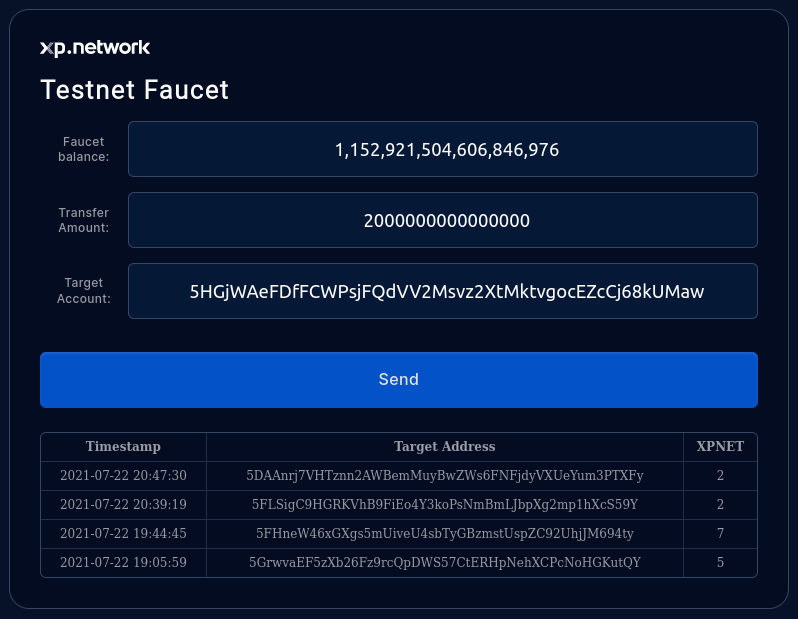 xp.network
Testnet Faucet
Faucet
balance:
1,152,921,504,606,846,976
Transfer
Amount:
2000000000000000
Target
Account:
5HGjWAeFDfFCWPsjFQdVV2Msvz2XtMktvgocEZcCj68kUMaw
Send
Timestamp Target Address XPNET
2021-07-22 20:47:30 5DAAnrj7VHTznn2AWBemMuyBwZWs6FNFjdyVXUeYum3PTXFy 2
2021-07-22 20:39:19 5FLSigC9HGRKVhB9FiEo4Y3koPsNmBmLJbpXg2mp1hXcS59Y 2
2021-07-22 19:44:45 5FHneW46xGXgs5mUiveU4sbTyGBzmstUspZC92UhjJM694ty 7
2021-07-22 19:05:59 5GrwvaEF5zXb26Fz9rcQpDWS57CtERHpNehXCPcNoHGKutQY 5